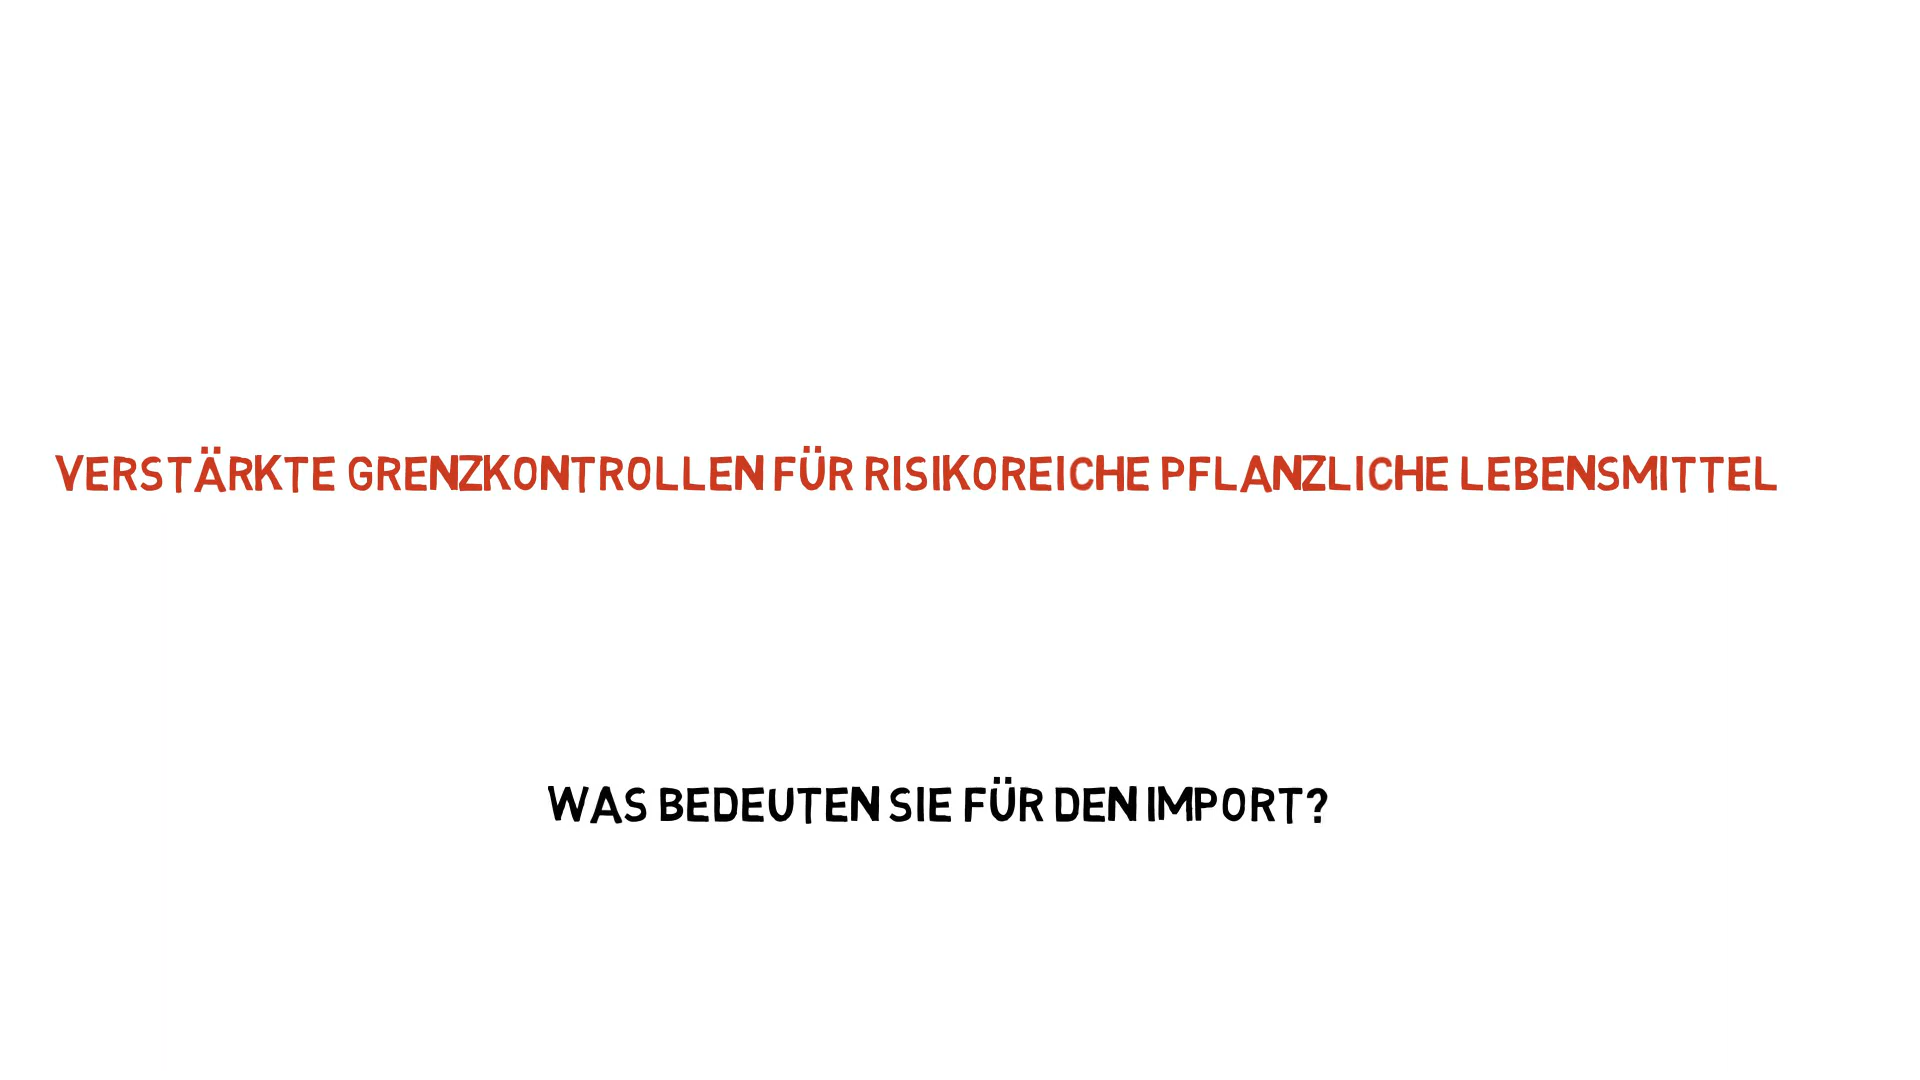 VERSTÄRKTE GRENZKONTROLLEN FÜR RISIKOREICHE PFLANZLICHE LEBENSMITTEL
WAS BEDEUTEN SIE FÜR DEN IMPORT?